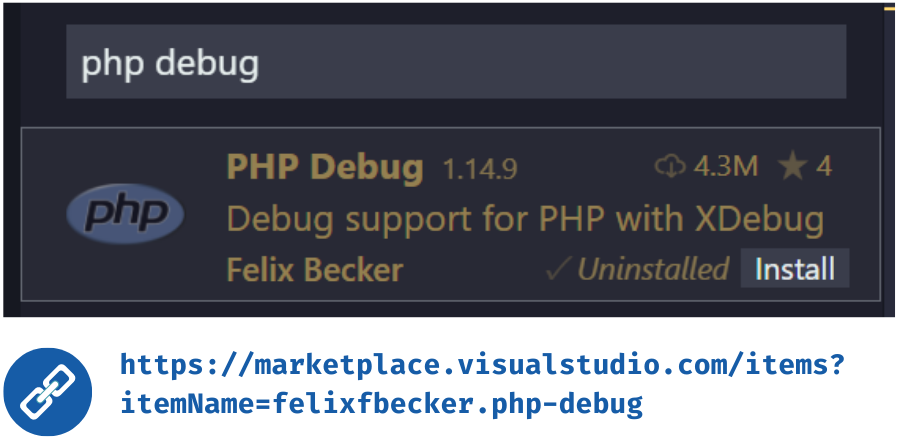 php debug
PHP Debug 1.14.9 4.3M ★ 4
php
Debug support for PHP with XDebug
Felix Becker ✓ Uninstalled Install
https://marketplace.visualstudio.com/items?
itemName=felixfbecker.php-debug